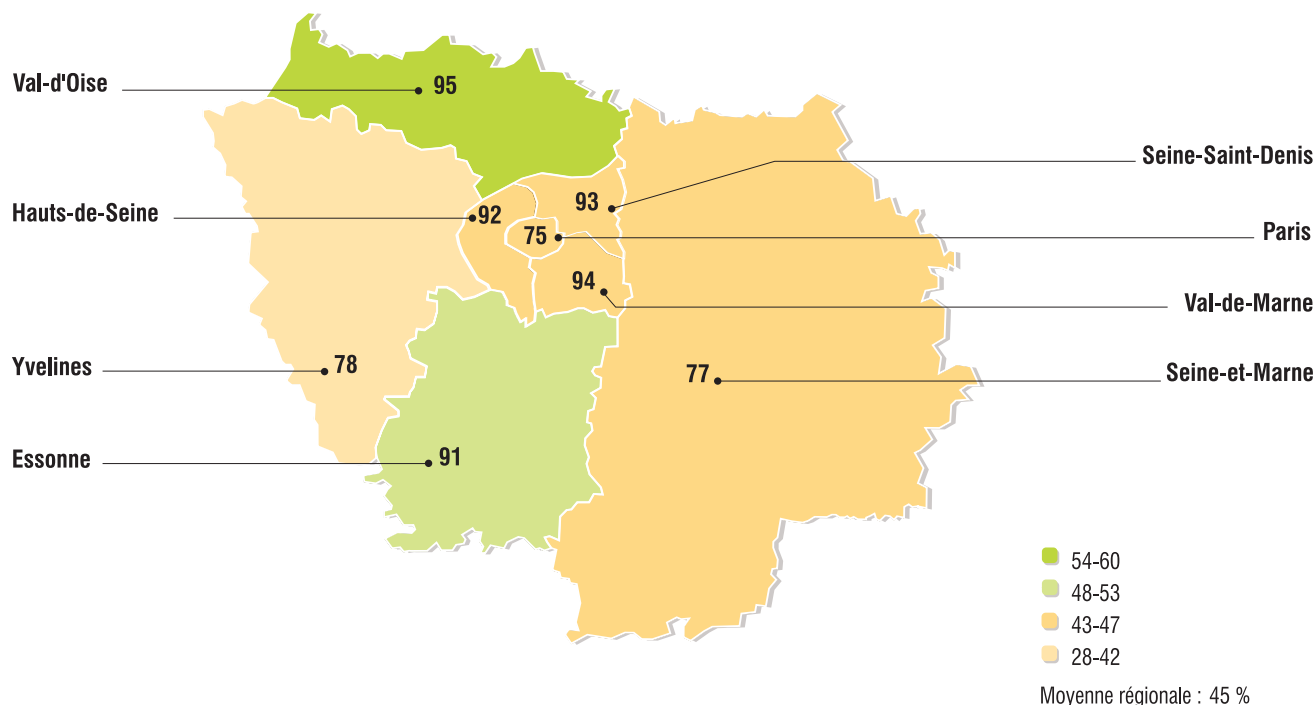 Val-d'Oise
95
Seine-Saint-Denis
93
Hauts-de-Seine
92
Paris
75
94
Val-de-Marne
Yvelines
78
77
Seine-et-Marne
Essonne
91
54-60
48-53
43-47
28-42
Moyenne régionale : 45 %